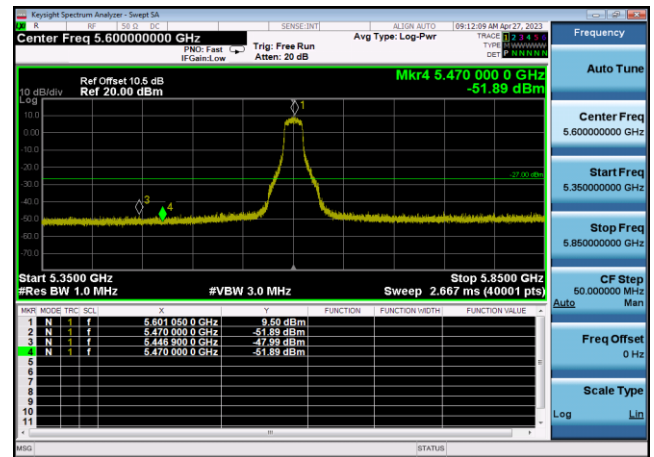 Keysight Spectrum Analyzer - Swept SA
R RF 50 Ω DC SENSE:INT ALIGN AUTO 09:12:09 AM Apr 27, 2023
Center Freq 5.600000000 GHz
PNO: Fast
IFGain:Low
Trig: Free Run
Atten: 20 dB
Avg Type: Log-Pwr
TRACE 1 2 3 4 5 6
TYPE M W W W W W
DET P N N N N N
Ref Offset 10.5 dB
Ref 20.00 dBm
10 dB/div
Log
Mkr4 5.470 000 0 GHz
-51.89 dBm
10.0
0.00
-10.0
-20.0
-30.0
-40.0
-50.0
-60.0
-70.0
1
3
4
-27.00 dBm
Start 5.3500 GHz Stop 5.8500 GHz
#Res BW 1.0 MHz #VBW 3.0 MHz Sweep 2.667 ms (40001 pts)
MKR MODE TRC SCL X Y FUNCTION FUNCTION WIDTH FUNCTION VALUE
1 N 1 f 5.601 050 0 GHz 9.50 dBm
2 N 1 f 5.470 000 0 GHz -51.89 dBm
3 N 1 f 5.446 900 0 GHz -47.99 dBm
4 N 1 f 5.470 000 0 GHz -51.89 dBm
5
6
7
8
9
10
11
MSG STATUS
Frequency
Auto Tune
Center Freq
5.600000000 GHz
Start Freq
5.350000000 GHz
Stop Freq
5.850000000 GHz
CF Step
50.000000 MHz
Auto Man
Freq Offset
0 Hz
Scale Type
Log Lin